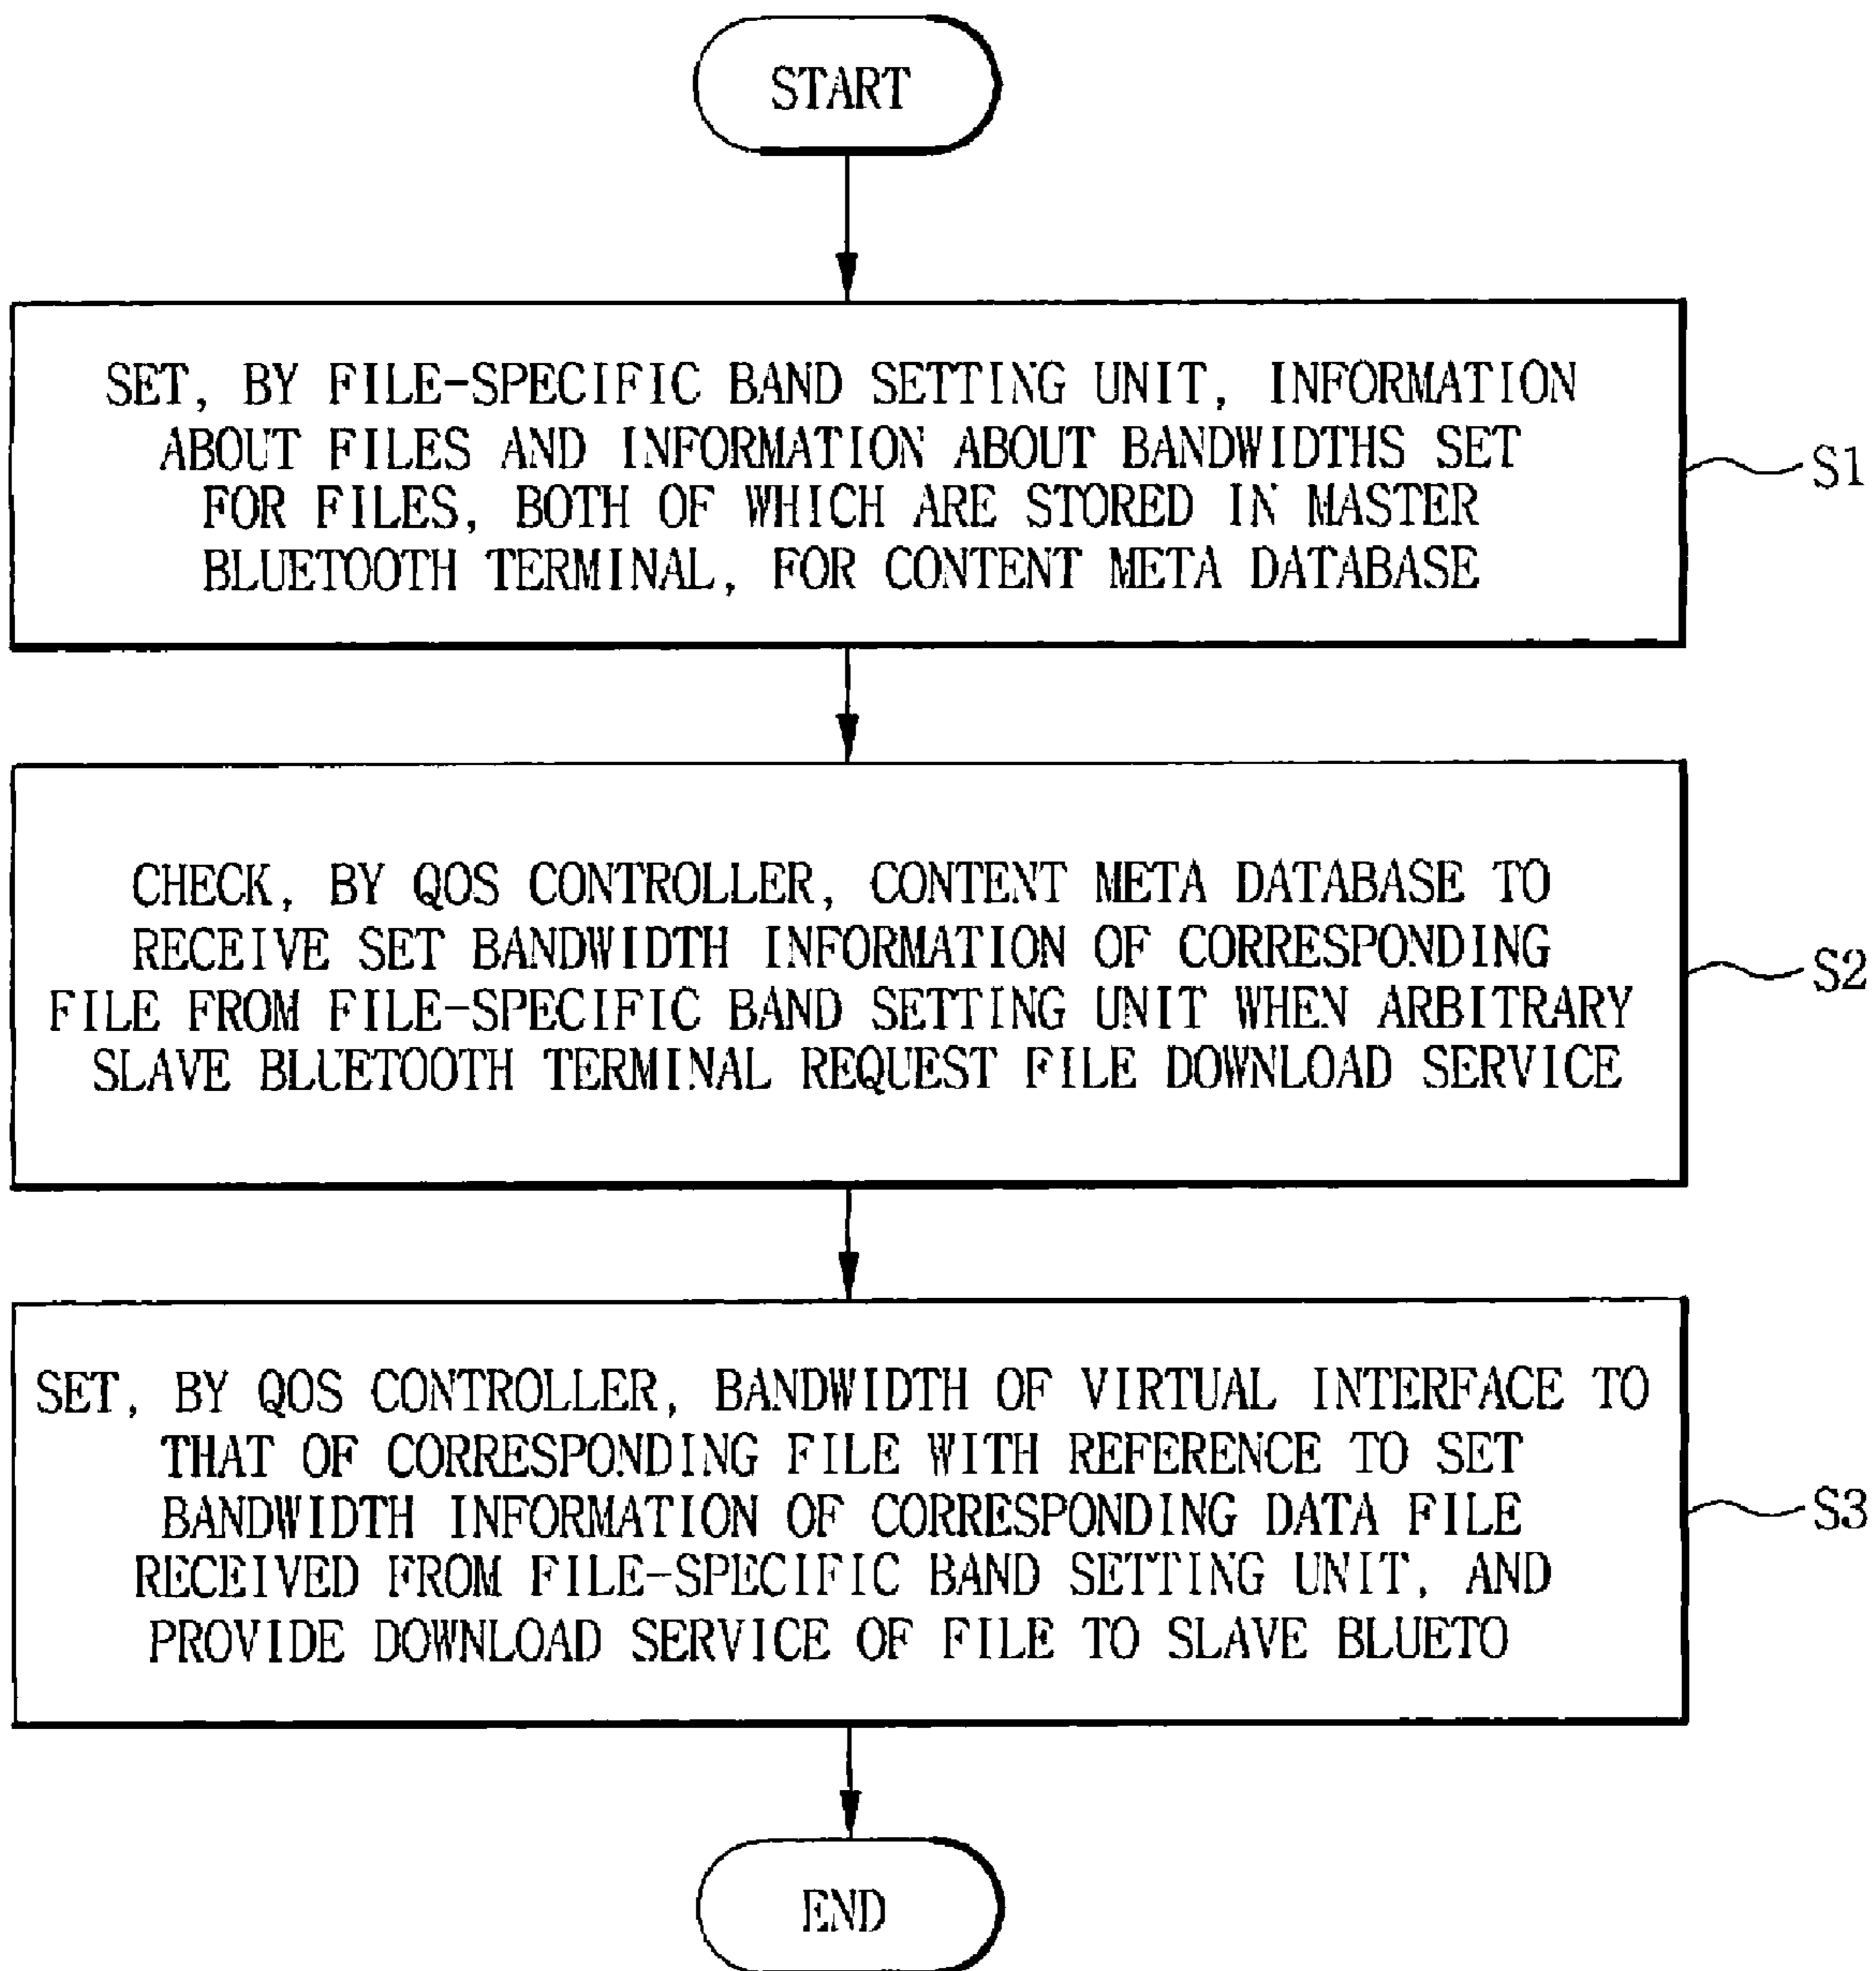 START
SET, BY FILE-SPECIFIC BAND SETTING UNIT, INFORMATION
ABOUT FILES AND INFORMATION ABOUT BANDWIDTHS SET
FOR FILES, BOTH OF WHICH ARE STORED IN MASTER
BLUETOOTH TERMINAL, FOR CONTENT META DATABASE
S1
CHECK, BY QOS CONTROLLER, CONTENT META DATABASE TO
RECEIVE SET BANDWIDTH INFORMATION OF CORRESPONDING
FILE FROM FILE-SPECIFIC BAND SETTING UNIT WHEN ARBITRARY
SLAVE BLUETOOTH TERMINAL REQUEST FILE DOWNLOAD SERVICE
S2
SET, BY QOS CONTROLLER, BANDWIDTH OF VIRTUAL INTERFACE TO
THAT OF CORRESPONDING FILE WITH REFERENCE TO SET
BANDWIDTH INFORMATION OF CORRESPONDING DATA FILE
RECEIVED FROM FILE-SPECIFIC BAND SETTING UNIT, AND
PROVIDE DOWNLOAD SERVICE OF FILE TO SLAVE BLUETO
S3
END